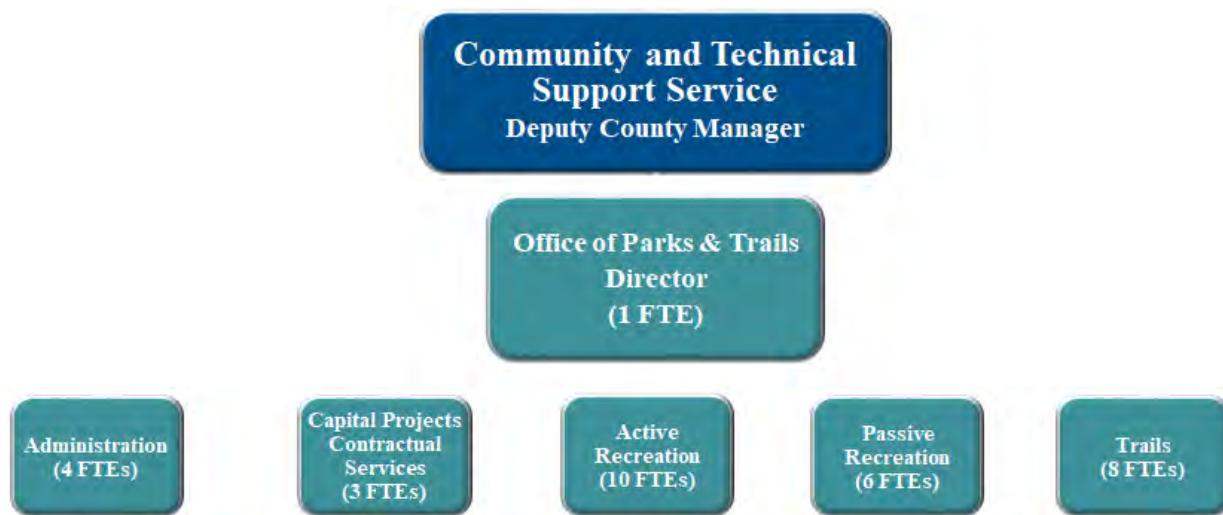 Community and Technical
Support Service
Deputy County Manager
Office of Parks & Trails
Director
(1 FTE)
Administration
(4 FTEs)
Capital Projects
Contractual
Services
(3 FTEs)
Active
Recreation
(10 FTEs)
Passive
Recreation
(6 FTEs)
Trails
(8 FTEs)